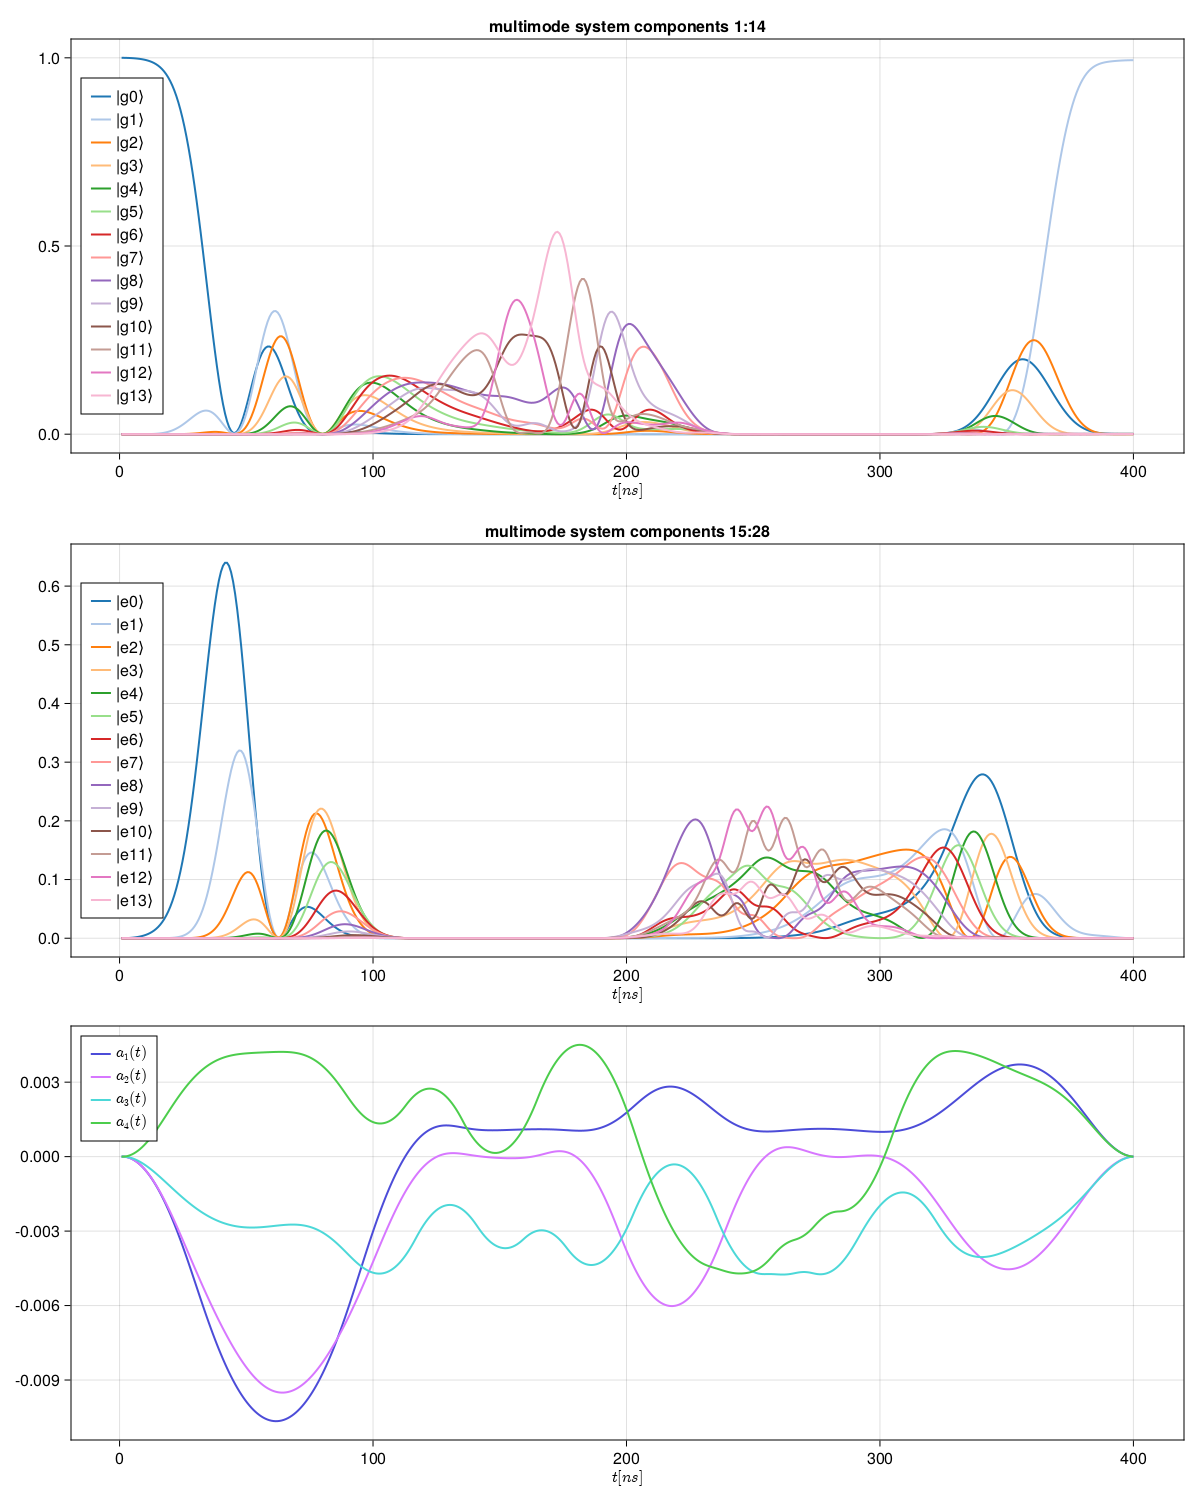 multimode system components 1:14
1.0
0.5
0.0
|g0⟩
|g1⟩
|g2⟩
|g3⟩
|g4⟩
|g5⟩
|g6⟩
|g7⟩
|g8⟩
|g9⟩
|g10⟩
|g11⟩
|g12⟩
|g13⟩
0 100 200 300 400
t[ns]
multimode system components 15:28
0.6
0.5
0.4
0.3
0.2
0.1
0.0
|e0⟩
|e1⟩
|e2⟩
|e3⟩
|e4⟩
|e5⟩
|e6⟩
|e7⟩
|e8⟩
|e9⟩
|e10⟩
|e11⟩
|e12⟩
|e13⟩
0 100 200 300 400
t[ns]
0.003
0.000
-0.003
-0.006
-0.009
a₁(t)
a₂(t)
a₃(t)
a₄(t)
0 100 200 300 400
t[ns]